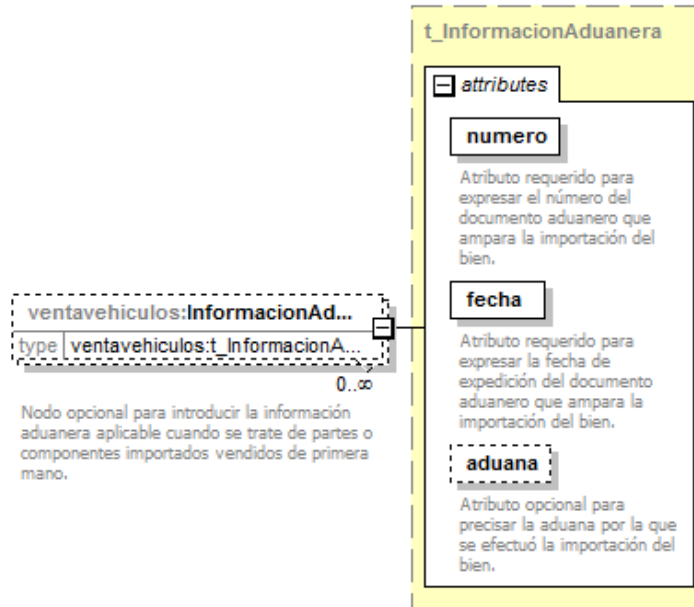 t_InformacionAduanera
attributes
numero
Atributo requerido para
expresar el número del
documento aduanero que
ampara la importación del
bien.
ventavehiculos:InformacionAd...
type ventavehiculos:t_InformacionA...
0..∞
Nodo opcional para introducir la información
aduanera aplicable cuando se trate de partes o
componentes importados vendidos de primera
mano.
fecha
Atributo requerido para
expresar la fecha de
expedición del documento
aduanero que ampara la
importación del bien.
aduana
Atributo opcional para
precisar la aduana por la que
se efectuó la importación del
bien.